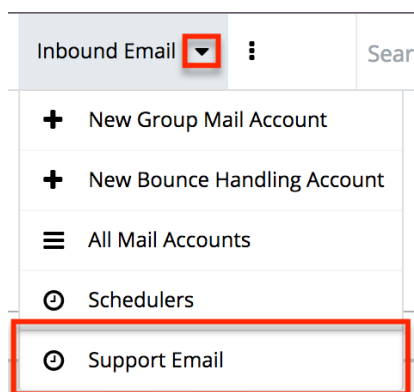 Inbound Email
Sear
New Group Mail Account
New Bounce Handling Account
All Mail Accounts
Schedulers
Support Email